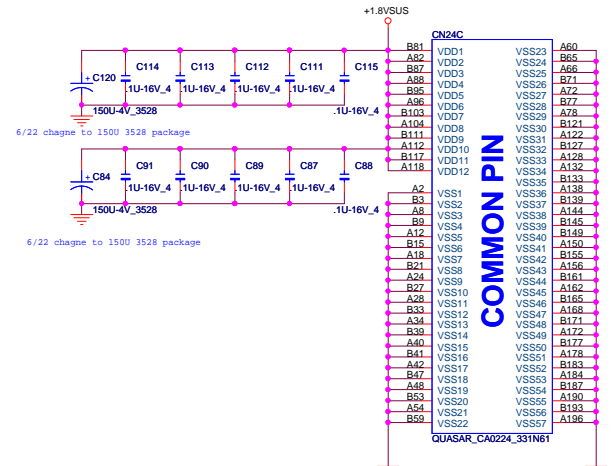 +1.8VSUS
CN24C
+ C120
C114
C113
C112
C111
C115
150U-4V_3528
.1U-16V_4
.1U-16V_4
.1U-16V_4
.1U-16V_4
.1U-16V_4
6/22 chagne to 150U 3528 package
+ C84
C91
C90
C89
C87
C88
150U-4V_3528
.1U-16V_4
.1U-16V_4
.1U-16V_4
.1U-16V_4
.1U-16V_4
6/22 chagne to 150U 3528 package
B81 VDD1
A82 VDD2
B87 VDD3
A88 VDD4
B95 VDD5
A96 VDD6
B103 VDD7
A104 VDD8
B111 VDD9
A112 VDD10
B117 VDD11
A118 VDD12
A2 VSS1
B3 VSS2
A8 VSS3
B9 VSS4
A12 VSS5
B15 VSS6
A18 VSS7
B21 VSS8
A24 VSS9
B27 VSS10
A28 VSS11
B33 VSS12
A34 VSS13
B39 VSS14
A40 VSS15
B41 VSS16
A42 VSS17
B47 VSS18
A48 VSS19
B53 VSS20
A54 VSS21
B59 VSS22
COMMON PIN
VSS23 A60
VSS24 B65
VSS25 A66
VSS26 B71
VSS27 A72
VSS28 B77
VSS29 A78
VSS30 B121
VSS31 A122
VSS32 B127
VSS33 A128
VSS34 A132
VSS35 B133
VSS36 A138
VSS37 B139
VSS38 A144
VSS39 B145
VSS40 B149
VSS41 A150
VSS42 B155
VSS43 A156
VSS44 B161
VSS45 A162
VSS46 B165
VSS47 A168
VSS48 B171
VSS49 A172
VSS50 B177
VSS51 A178
VSS52 B183
VSS53 A184
VSS54 B187
VSS55 A190
VSS56 B193
VSS57 A196
QUASAR_CA0224_331N61